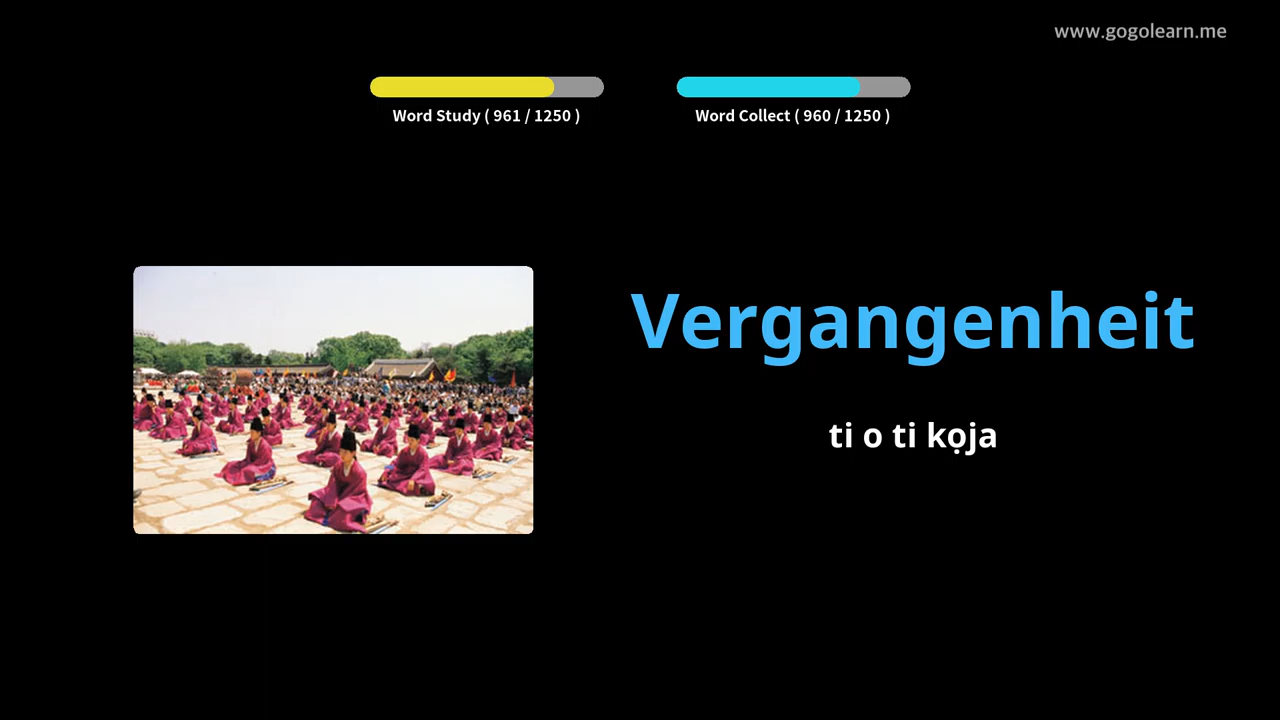 www.gogolearn.me
Word Study ( 961 / 1250 )
Word Collect ( 960 / 1250 )
Vergangenheit
ti o ti kọja